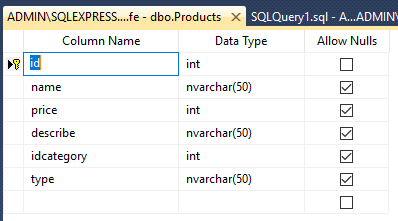 ADMIN\SQLEXPRESS....fe - dbo.Products SQLQuery1.sql - A...ADMIN\
Column Name Data Type Allow Nulls
id int
name nvarchar(50)
price int
describe nvarchar(50)
idcategory int
type nvarchar(50)